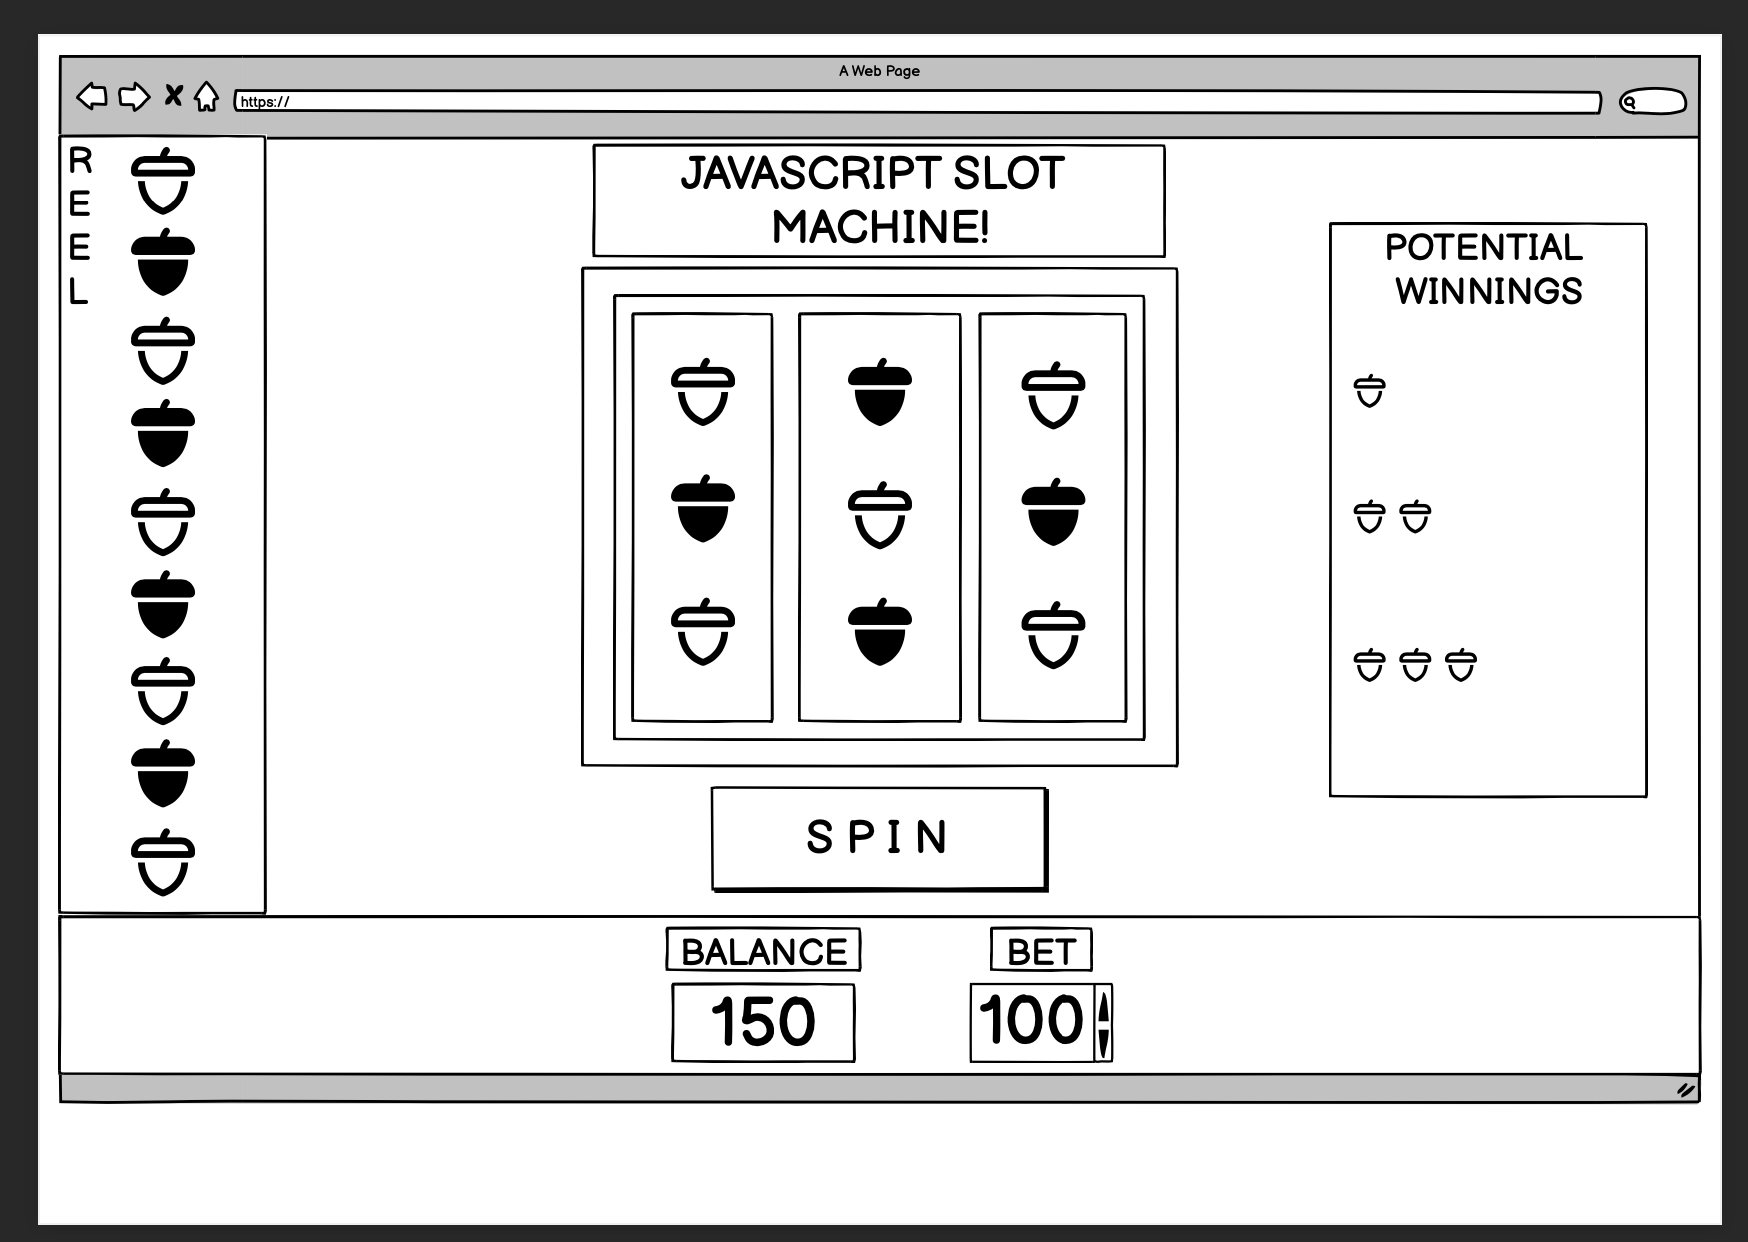 A Web Page
https://
R
E
E
L
JAVASCRIPT SLOT
MACHINE!
POTENTIAL
WINNINGS
SPIN
BALANCE
BET
150
100